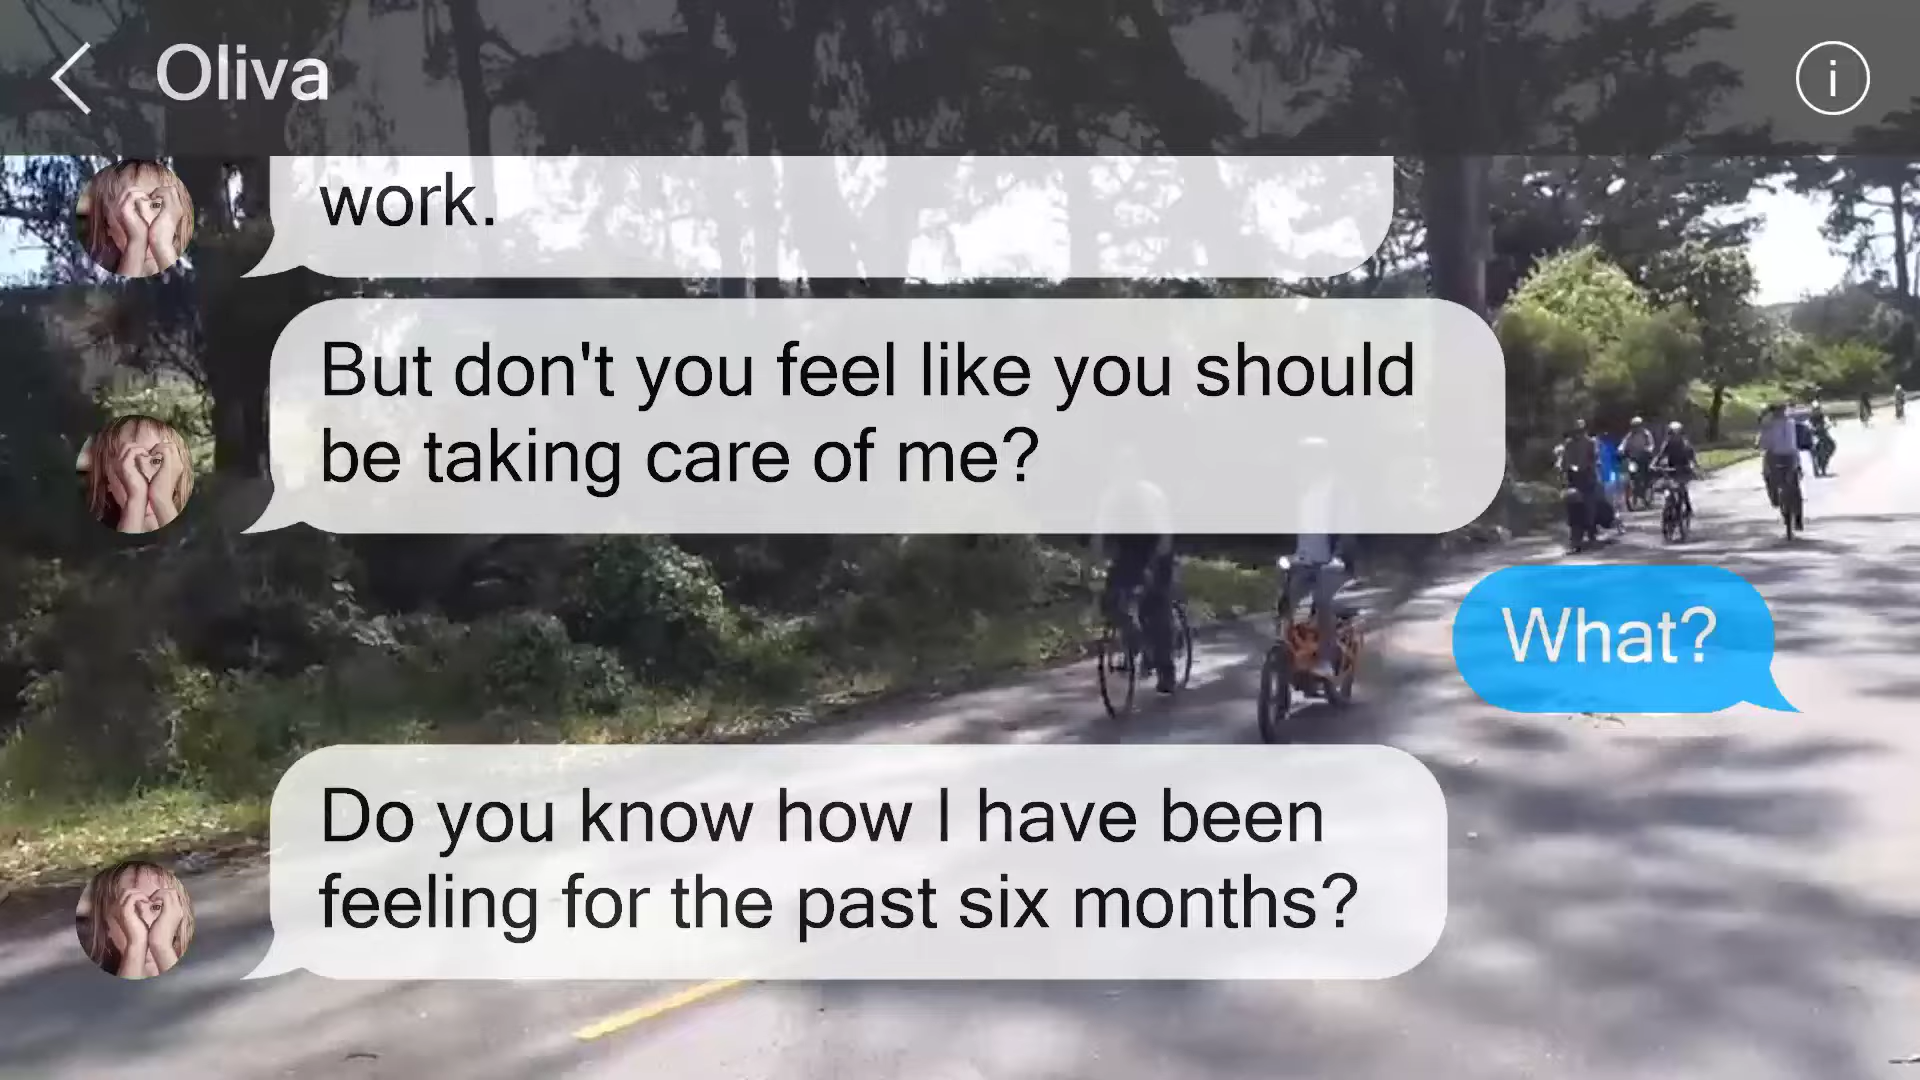 Oliva
work.
But don't you feel like you should
be taking care of me?
What?
Do you know how I have been
feeling for the past six months?